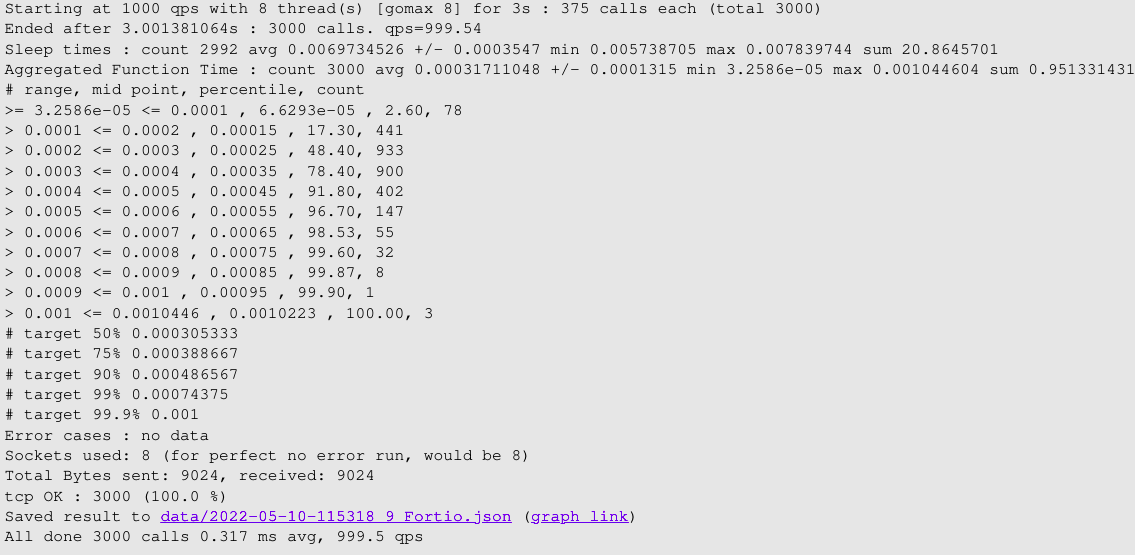 Starting at 1000 qps with 8 thread(s) [gomax 8] for 3s : 375 calls each (total 3000)
Ended after 3.001381064s : 3000 calls. qps=999.54
Sleep times : count 2992 avg 0.0069734526 +/- 0.0003547 min 0.005738705 max 0.007839744 sum 20.8645701
Aggregated Function Time : count 3000 avg 0.00031711048 +/- 0.0001315 min 3.2586e-05 max 0.001044604 sum 0.951331431
# range, mid point, percentile, count
>= 3.2586e-05 <= 0.0001 , 6.6293e-05 , 2.60, 78
> 0.0001 <= 0.0002 , 0.00015 , 17.30, 441
> 0.0002 <= 0.0003 , 0.00025 , 48.40, 933
> 0.0003 <= 0.0004 , 0.00035 , 78.40, 900
> 0.0004 <= 0.0005 , 0.00045 , 91.80, 402
> 0.0005 <= 0.0006 , 0.00055 , 96.70, 147
> 0.0006 <= 0.0007 , 0.00065 , 98.53, 55
> 0.0007 <= 0.0008 , 0.00075 , 99.60, 32
> 0.0008 <= 0.0009 , 0.00085 , 99.87, 8
> 0.0009 <= 0.001 , 0.00095 , 99.90, 1
> 0.001 <= 0.0010446 , 0.0010223 , 100.00, 3
# target 50% 0.000305333
# target 75% 0.000388667
# target 90% 0.000486567
# target 99% 0.00074375
# target 99.9% 0.001
Error cases : no data
Sockets used: 8 (for perfect no error run, would be 8)
Total Bytes sent: 9024, received: 9024
tcp OK : 3000 (100.0 %)
Saved result to data/2022-05-10-115318_9_Fortio.json (graph link)
All done 3000 calls 0.317 ms avg, 999.5 qps